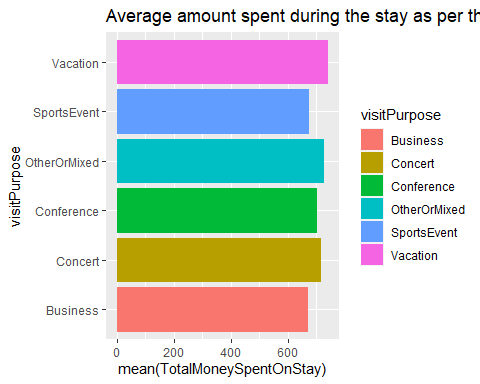 Average amount spent during the stay as per th
visitPurpose
Vacation
SportsEvent
OtherOrMixed
Conference
Concert
Business
0
200
400
600
mean(TotalMoneySpentOnStay)
visitPurpose
Business
Concert
Conference
OtherOrMixed
SportsEvent
Vacation